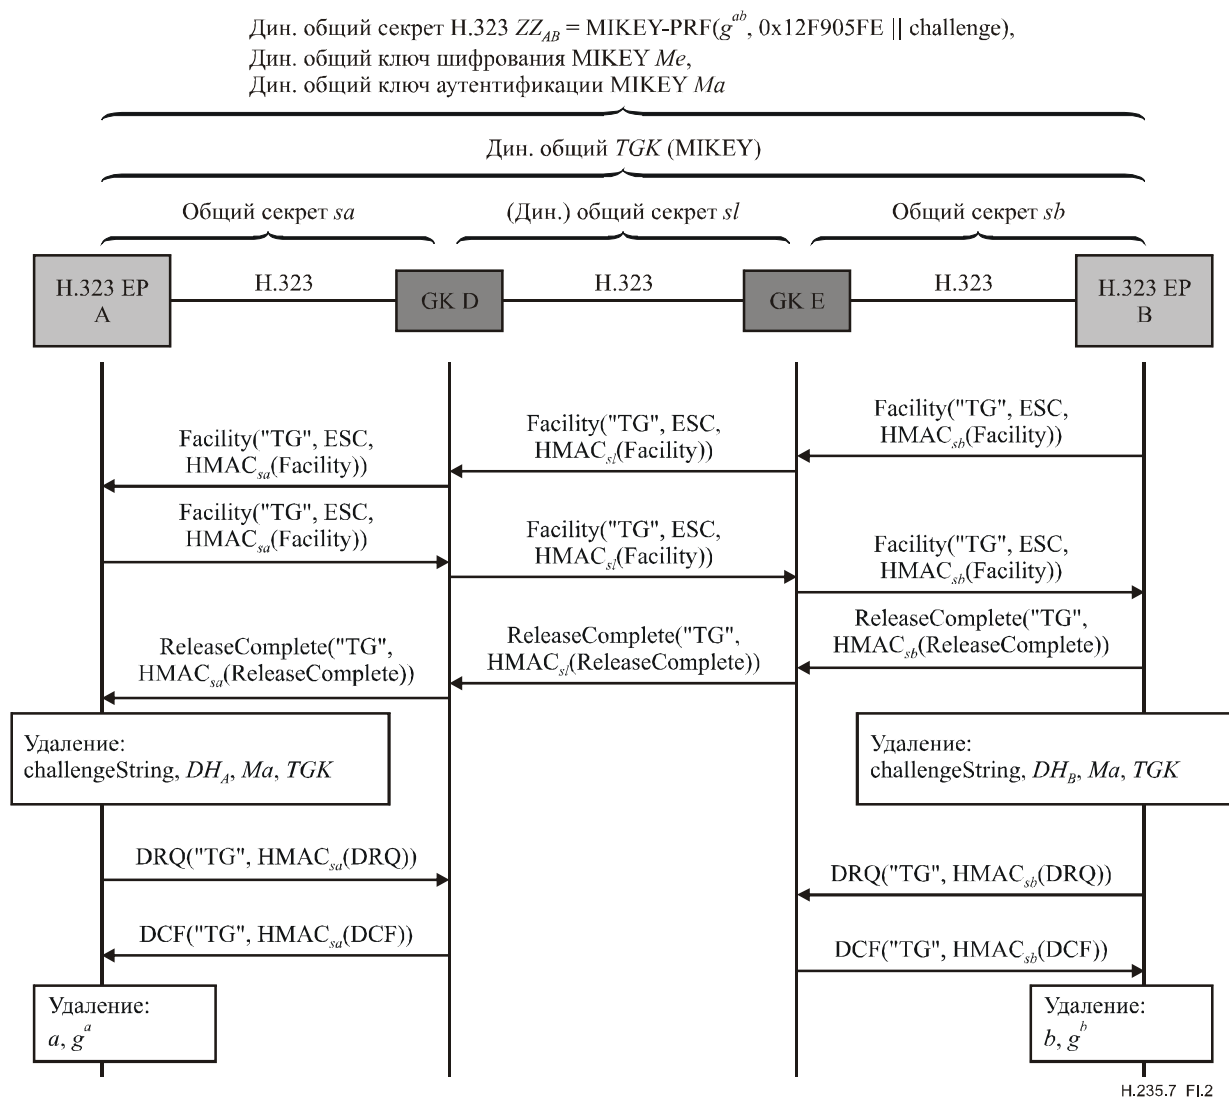 Дин. общий секрет H.323 ZZ_AB = MIKEY-PRF(g^ab, 0x12F905FE || challenge),
Дин. общий ключ шифрования MIKEY Me,
Дин. общий ключ аутентификации MIKEY Ma
Дин. общий TGK (MIKEY)
Общий секрет sa
(Дин.) общий секрет sl
Общий секрет sb
H.323 EP
A
H.323
GK D
H.323
GK E
H.323
H.323 EP
B
Facility("TG", ESC,
HMAC_sb(Facility))
Facility("TG", ESC,
HMAC_sl(Facility))
Facility("TG", ESC,
HMAC_sa(Facility))
Facility("TG", ESC,
HMAC_sa(Facility))
Facility("TG", ESC,
HMAC_sl(Facility))
Facility("TG", ESC,
HMAC_sb(Facility))
ReleaseComplete("TG",
HMAC_sb(ReleaseComplete))
ReleaseComplete("TG",
HMAC_sl(ReleaseComplete))
ReleaseComplete("TG",
HMAC_sa(ReleaseComplete))
Удаление:
challengeString, DH_A, Ma, TGK
Удаление:
challengeString, DH_B, Ma, TGK
DRQ("TG", HMAC_sa(DRQ))
DRQ("TG", HMAC_sb(DRQ))
DCF("TG", HMAC_sa(DCF))
DCF("TG", HMAC_sb(DCF))
Удаление:
a, g^a
Удаление:
b, g^b
H.235.7_FI.2